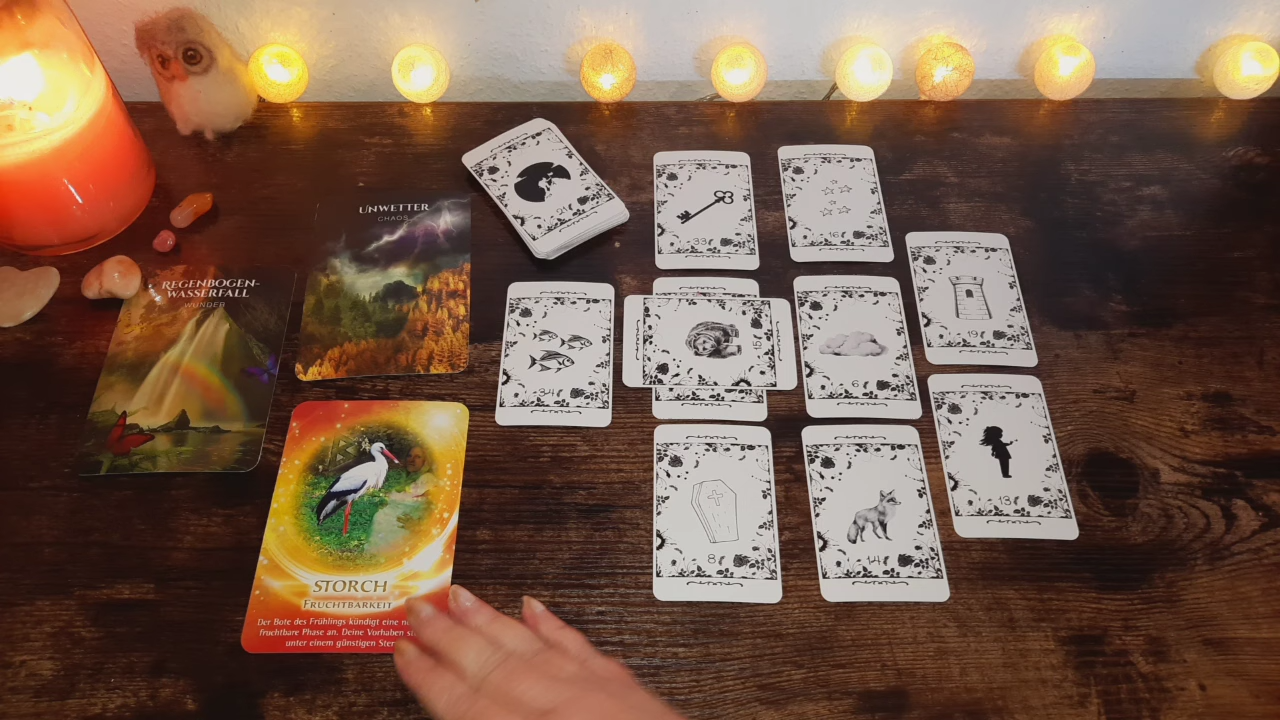 UNWETTER
CHAOS
REGENBOGEN-
WASSERFALL
WUNDER
STORCH
FRUCHTBARKEIT
Der Bote des Frühlings kündigt eine
fruchtbare Phase an. Deine Vorhaben
unter einem günstigen
21
33
16
19
34
15
6
13
8
14